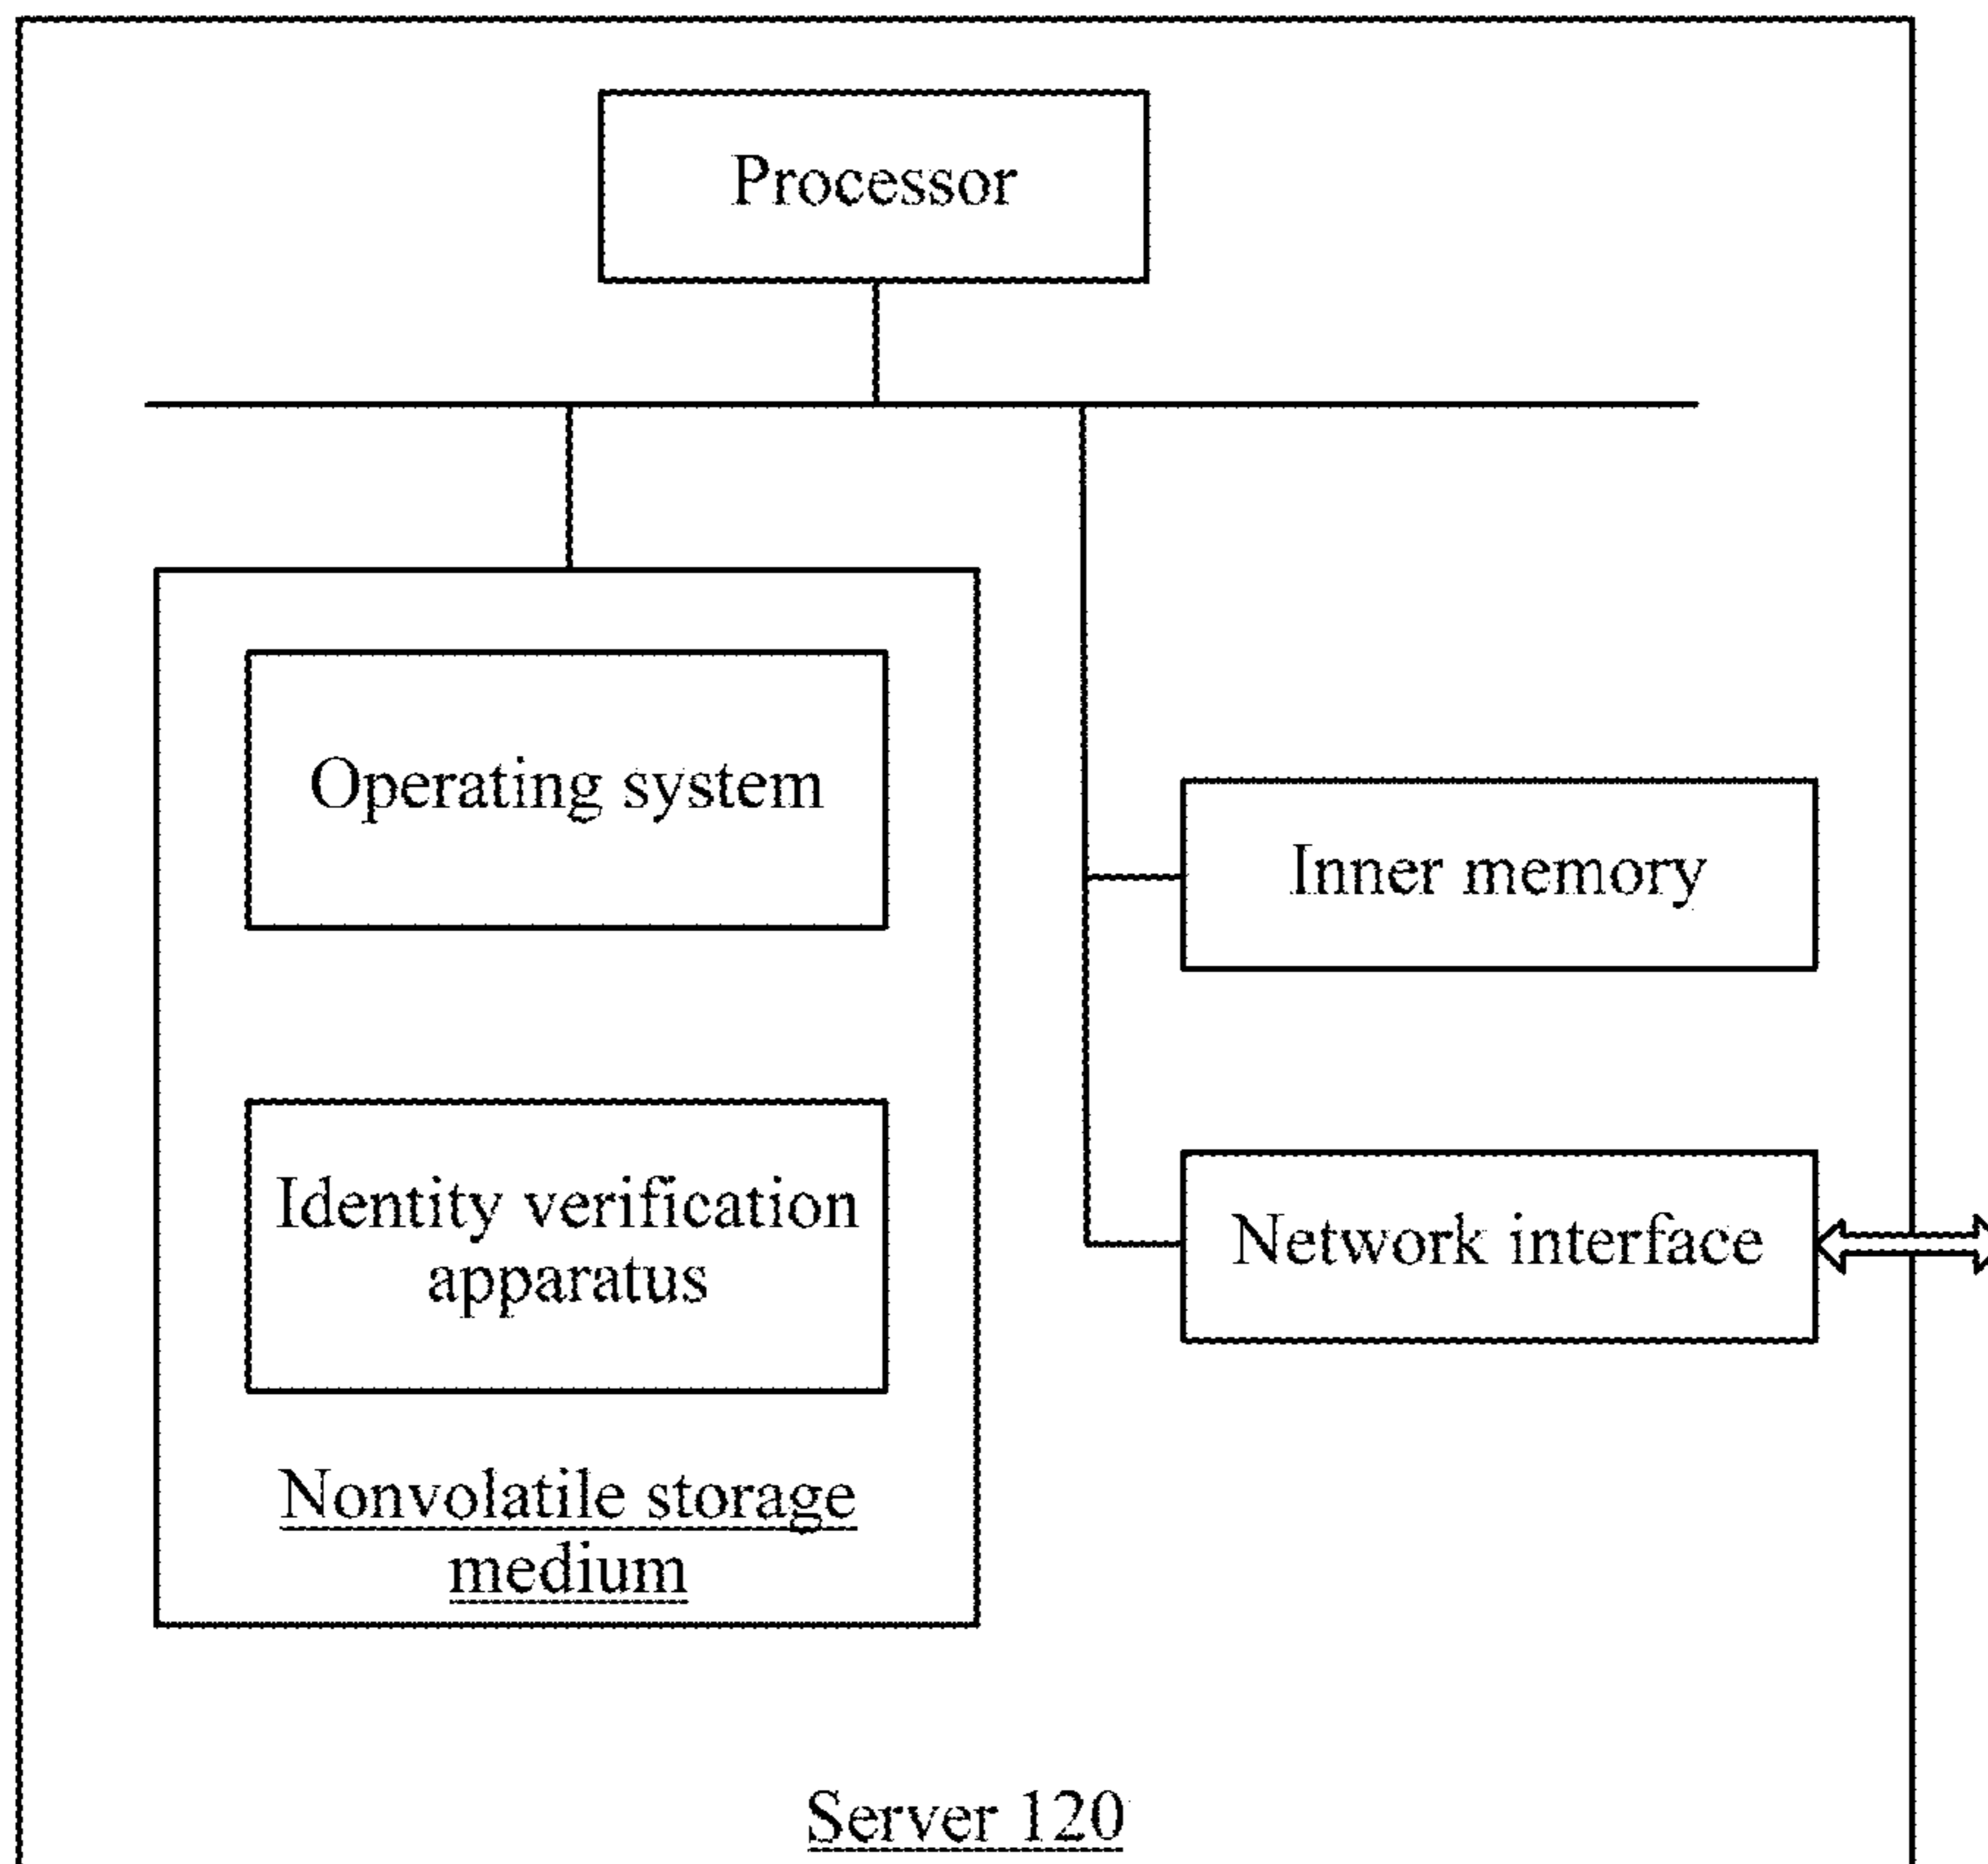 Processor
Operating system
Inner memory
Identity verification
apparatus
Network interface
Nonvolatile storage
medium
Server 120